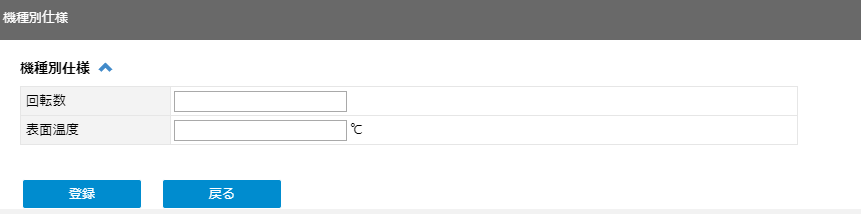 機種別仕様
機種別仕様
回転数
表面温度 ℃
登録 戻る